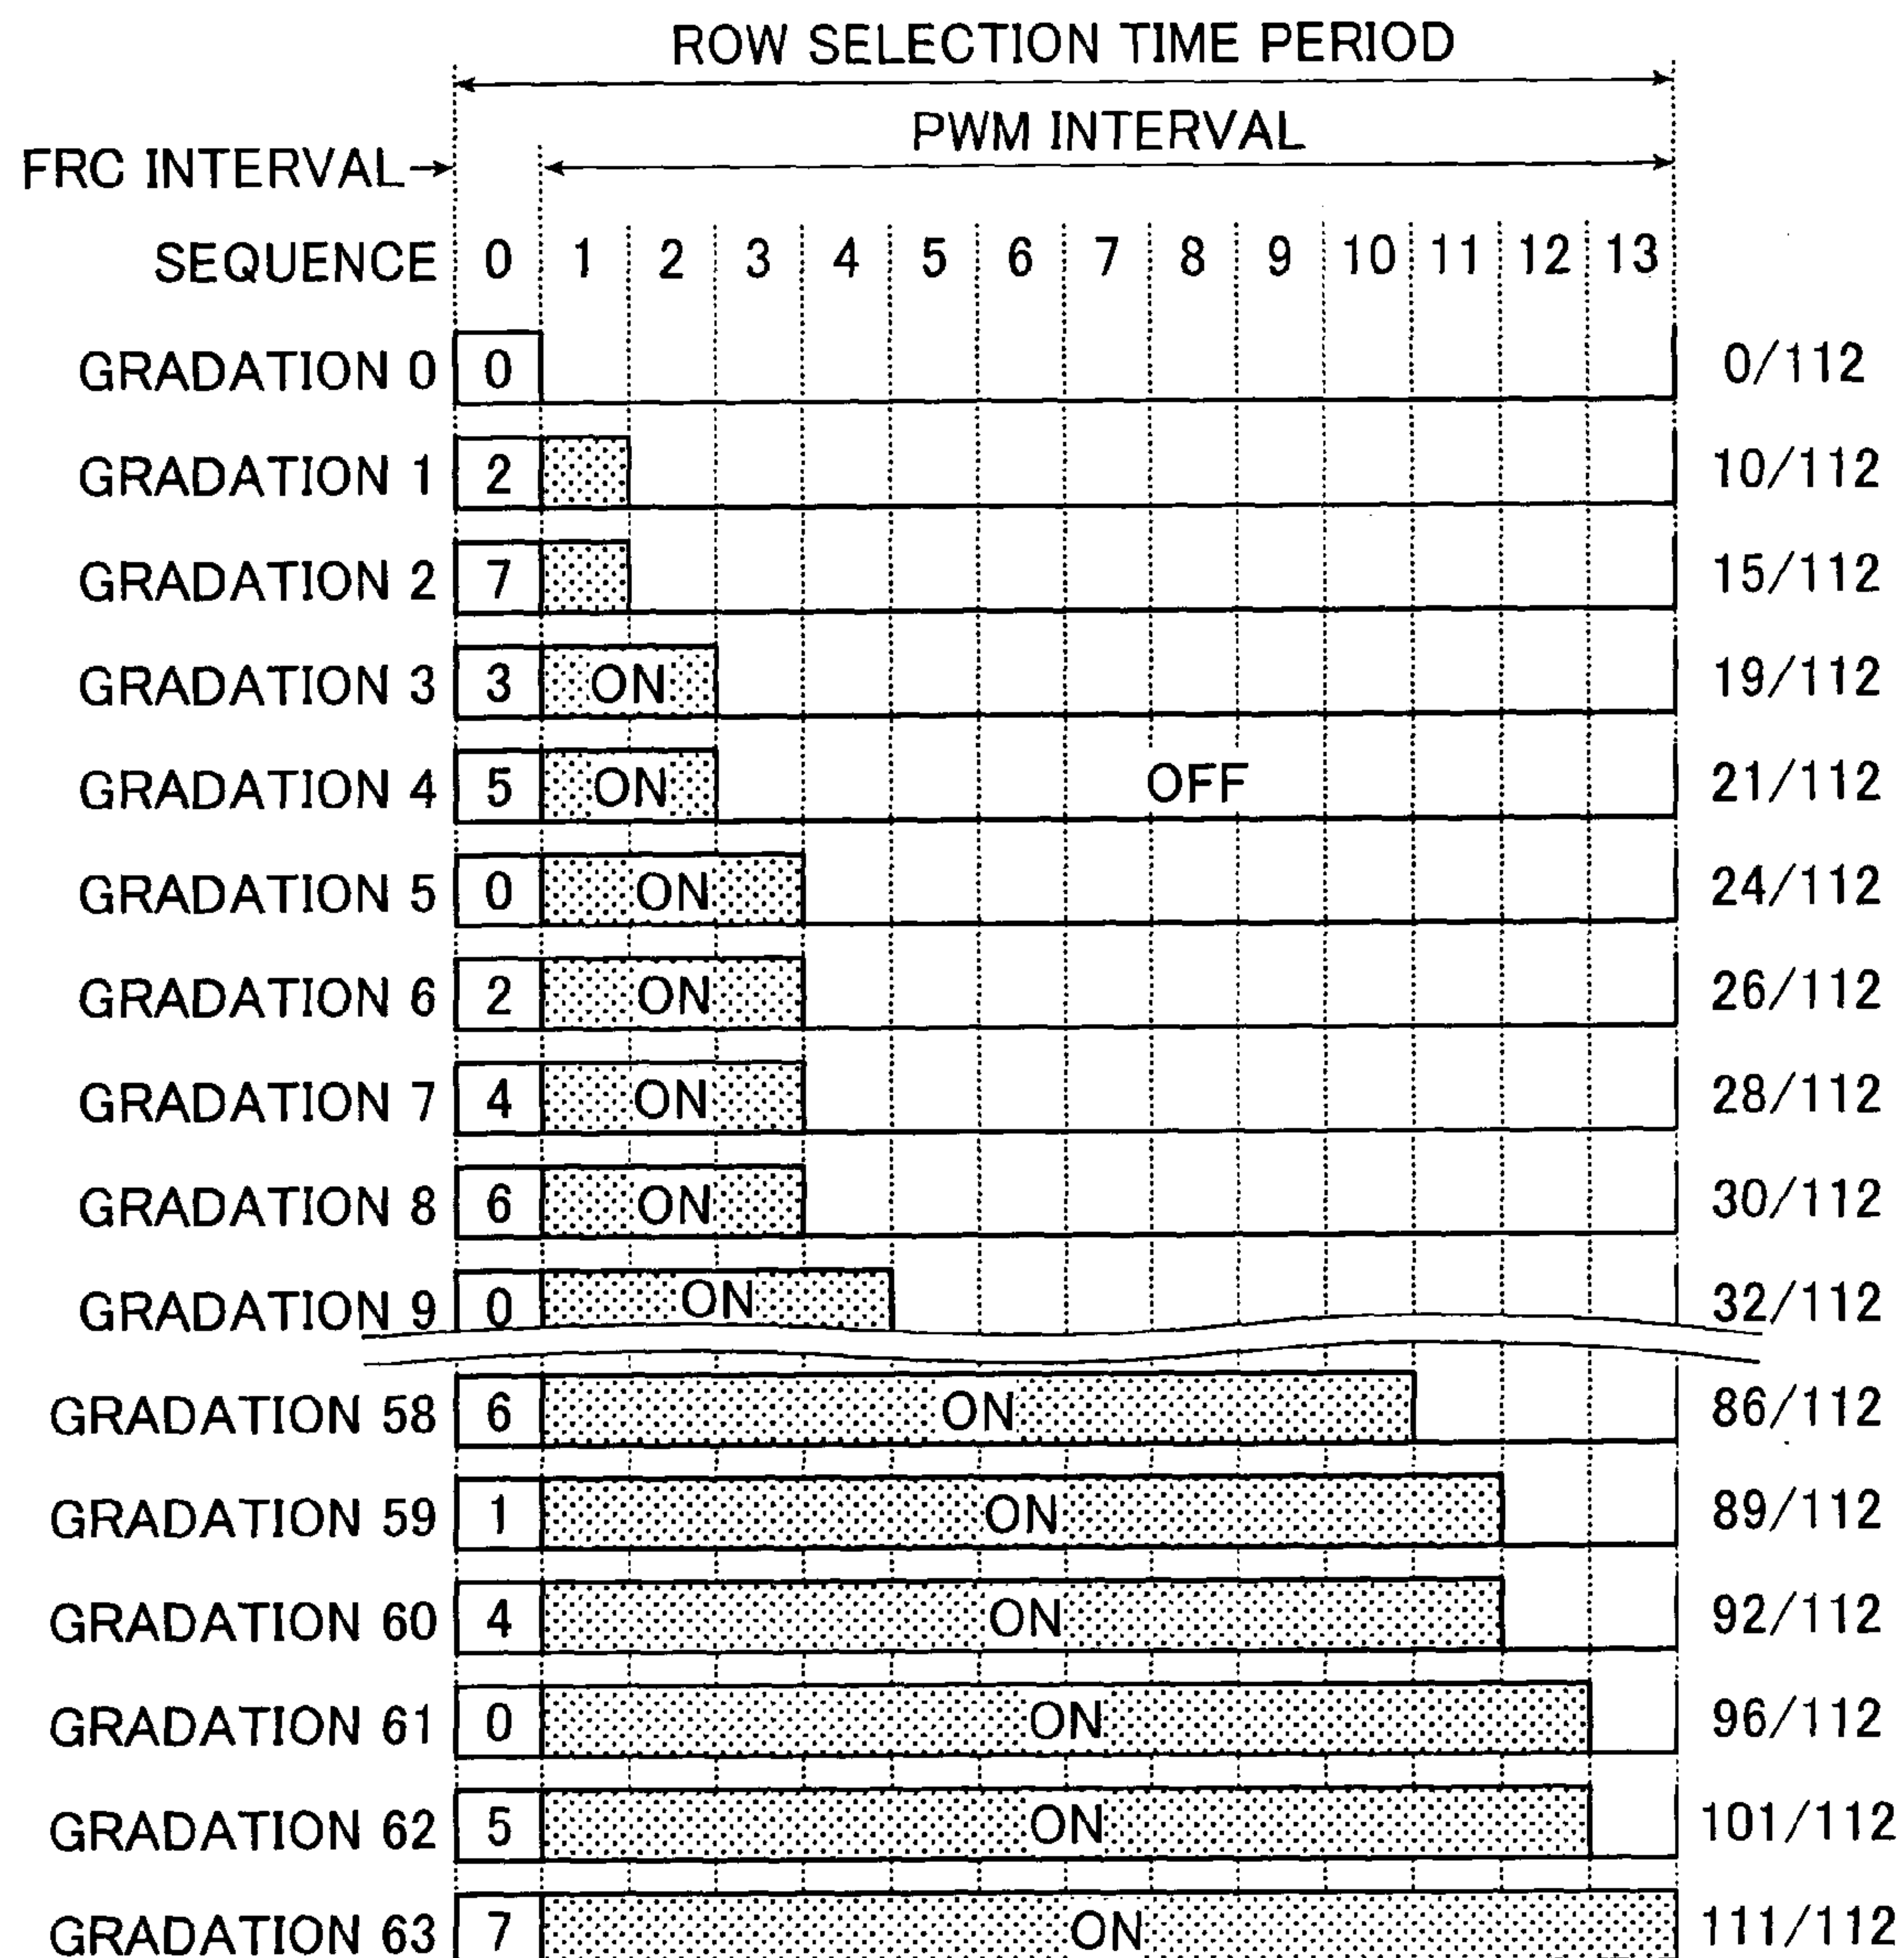 ROW SELECTION TIME PERIOD
PWM INTERVAL
FRC INTERVAL→
SEQUENCE 0 1 2 3 4 5 6 7 8 9 10 11 12 13
GRADATION 0 0 0/112
GRADATION 1 2 10/112
GRADATION 2 7 15/112
GRADATION 3 3 ON 19/112
GRADATION 4 5 ON OFF 21/112
GRADATION 5 0 ON 24/112
GRADATION 6 2 ON 26/112
GRADATION 7 4 ON 28/112
GRADATION 8 6 ON 30/112
GRADATION 9 0 ON 32/112
GRADATION 58 6 ON 86/112
GRADATION 59 1 ON 89/112
GRADATION 60 4 ON 92/112
GRADATION 61 0 ON 96/112
GRADATION 62 5 ON 101/112
GRADATION 63 7 ON 111/112